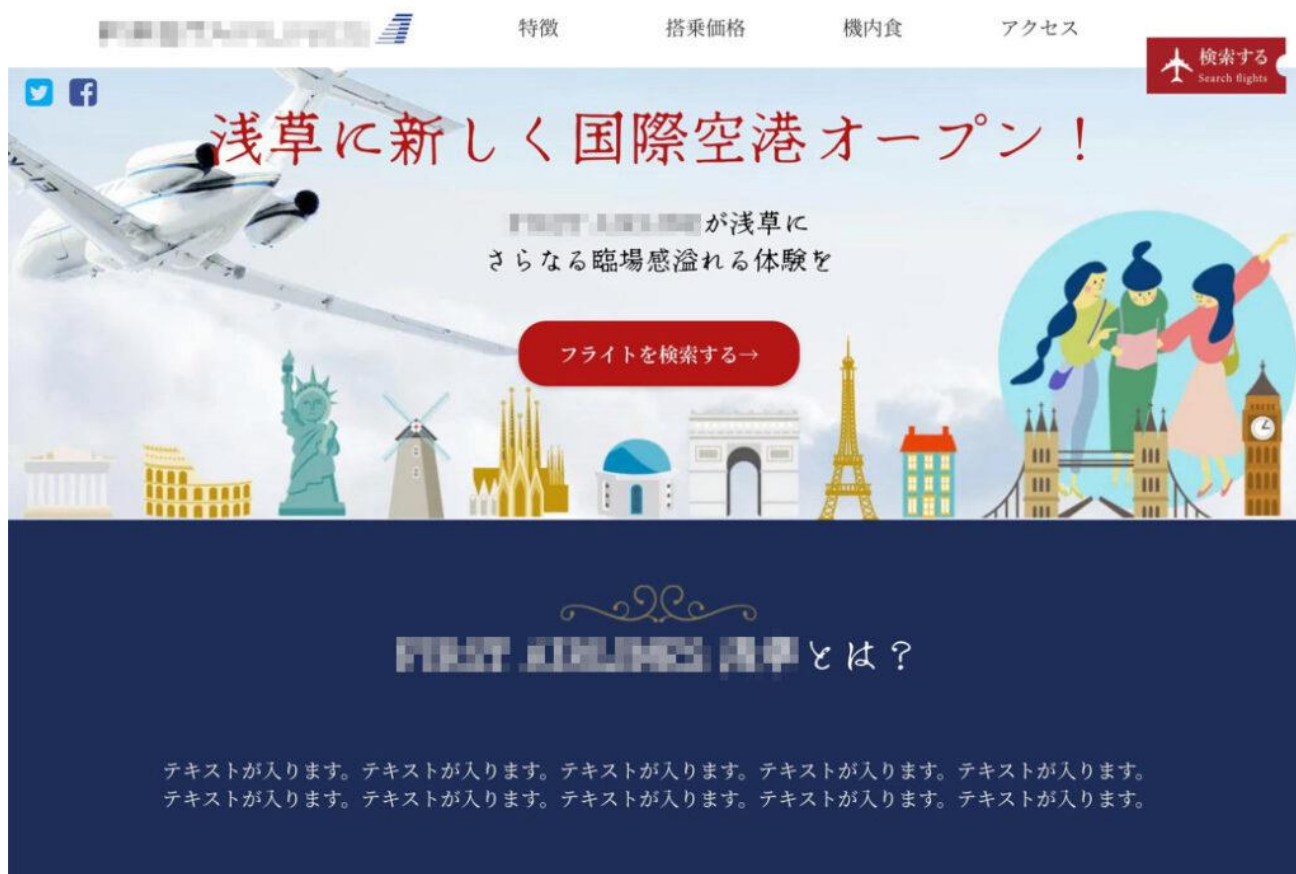 特徴
搭乗価格
機内食
アクセス
検索する
Search flights
浅草に新しく国際空港オープン！
が浅草に
さらなる臨場感溢れる体験を
フライトを検索する→
とは？
テキストが入ります。テキストが入ります。テキストが入ります。テキストが入ります。テキストが入ります。
テキストが入ります。テキストが入ります。テキストが入ります。テキストが入ります。テキストが入ります。